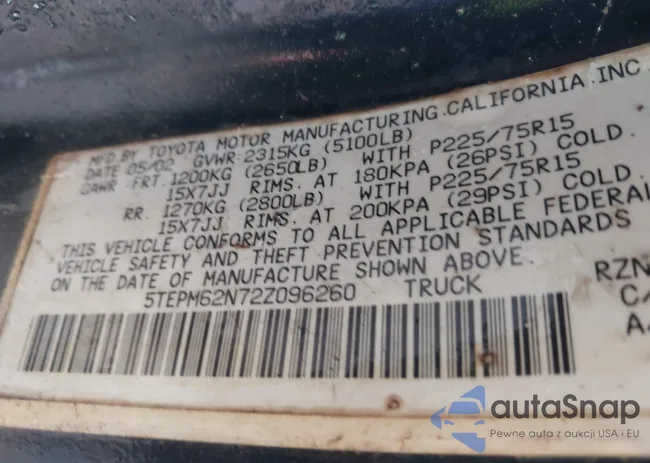 MFD BY TOYOTA MOTOR MANUFACTURING.CALIFORNIA.INC
DATE 05/02 GVWR:2315KG (5100LB)
GAWR FRT. 1200KG (2650LB) WITH P225/75R15
15X7JJ RIMS. AT 180KPA (26PSI) COLD.
RR. 1270KG (2800LB) WITH P225/75R15
15X7JJ RIMS. AT 200KPA (29PSI) COLD.
THIS VEHICLE CONFORMS TO ALL APPLICABLE FEDERAL
VEHICLE SAFETY AND THEFT PREVENTION STANDARDS
ON THE DATE OF MANUFACTURE SHOWN ABOVE.
5TEPM62N72Z096260 TRUCK
RZN
C/
A
autaSnap
Pewne auta z aukcji USA i EU